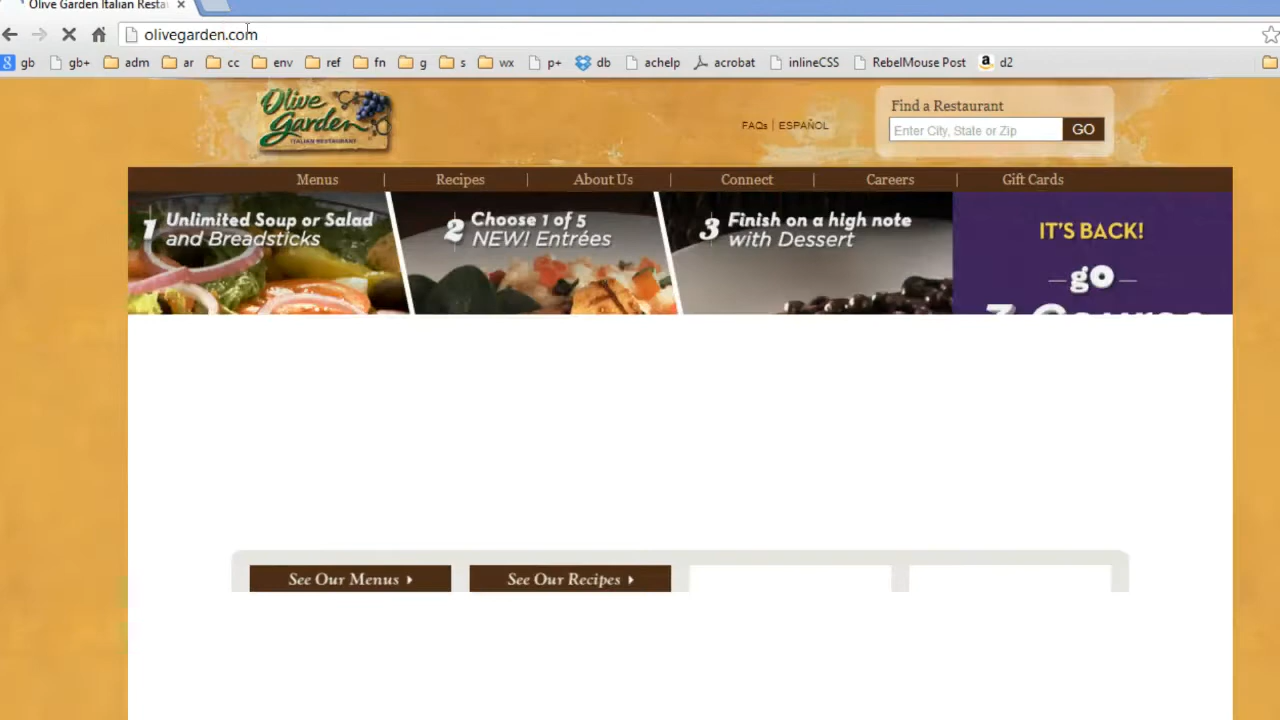 Olive Garden Italian Resta
olivegarden.com
gb gb+ adm ar cc env ref fn g s wx p+ db achelp acrobat inlineCSS RebelMouse Post d2
Olive
Garden
ITALIAN RESTAURANT
FAQs | ESPAÑOL
Find a Restaurant
Enter City, State or Zip GO
Menus | Recipes | About Us | Connect | Careers | Gift Cards
1 Unlimited Soup or Salad
and Breadsticks
2 Choose 1 of 5
NEW! Entrées
3 Finish on a high note
with Dessert
IT'S BACK!
go
3 Course
See Our Menus
See Our Recipes